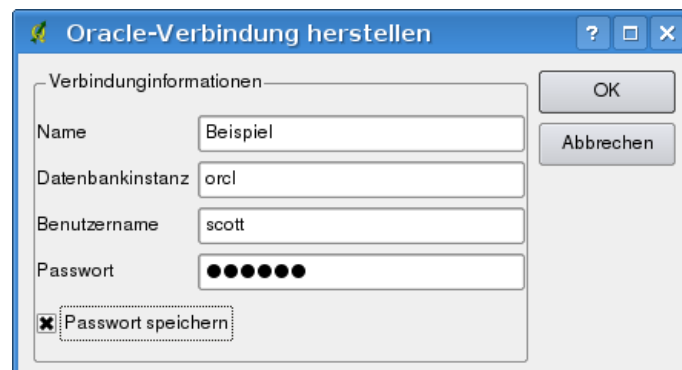 Oracle-Verbindung herstellen
Verbindunginformationen
Name Beispiel
Datenbankinstanz orcl
Benutzername scott
Passwort ●●●●●●
Passwort speichern
OK
Abbrechen